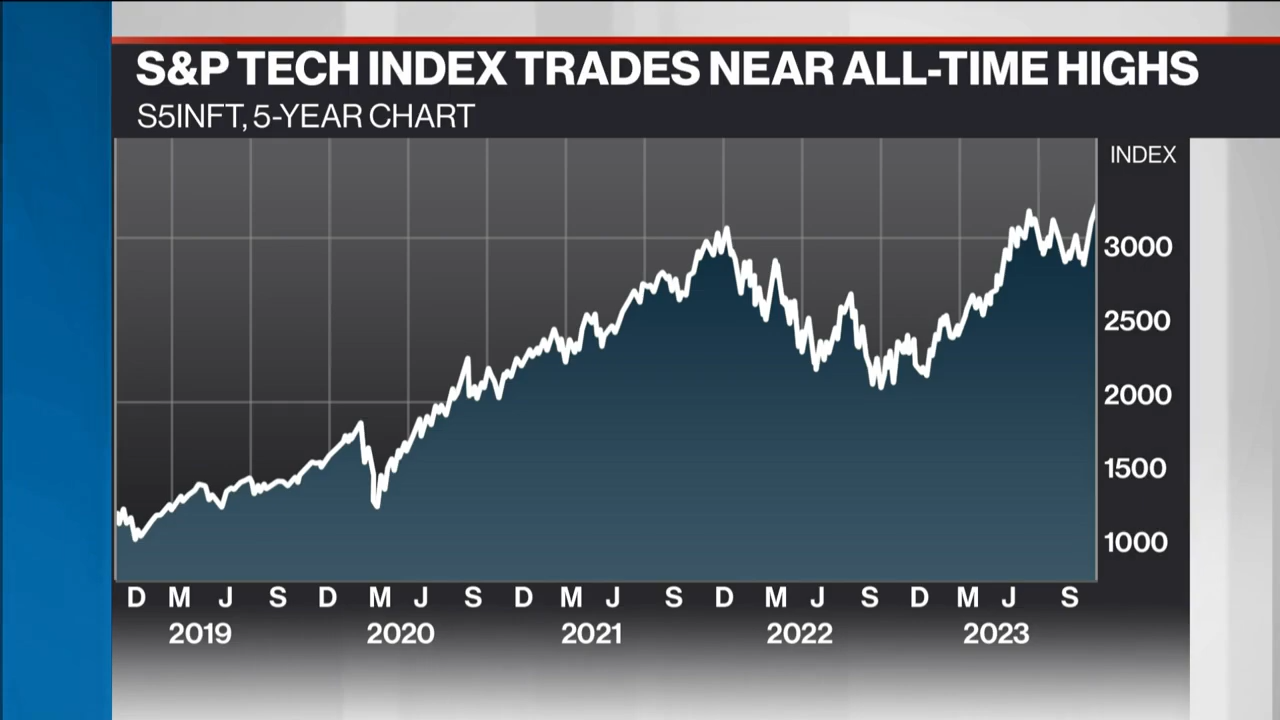 S&P TECH INDEX TRADES NEAR ALL-TIME HIGHS
S5INFT, 5-YEAR CHART
INDEX
3000
2500
2000
1500
1000
D M J S D M J S D M J S D M J S D M J S
2019 2020 2021 2022 2023